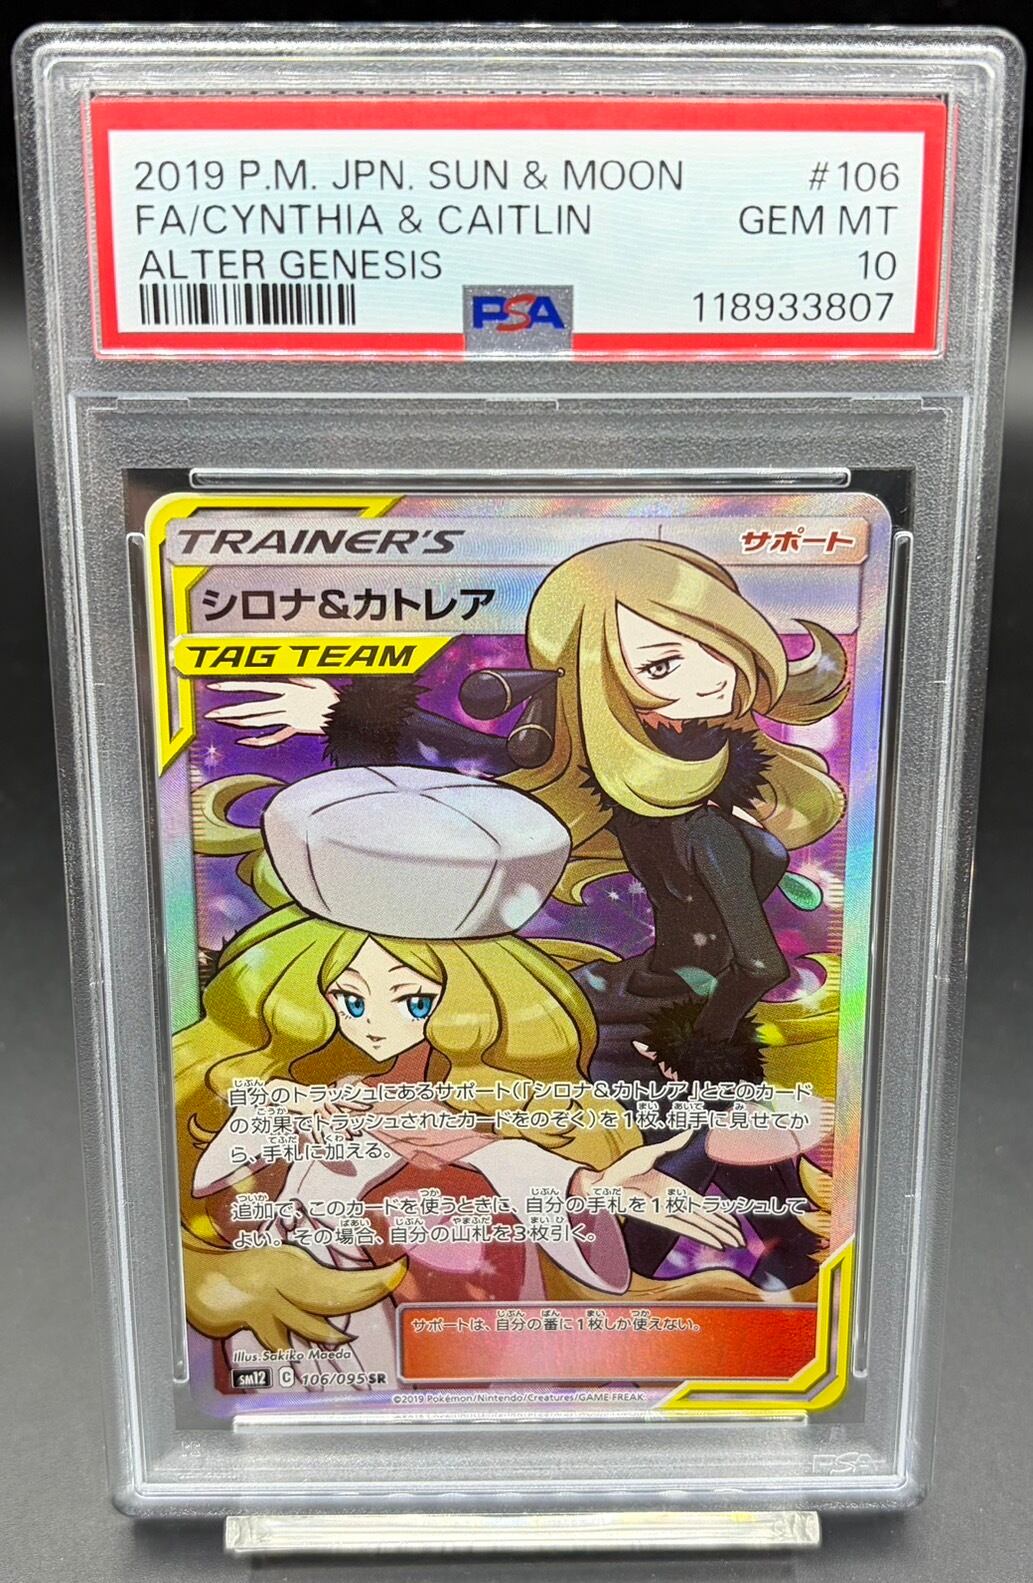 2019 P.M. JPN. SUN & MOON #106
FA/CYNTHIA & CAITLIN GEM MT
ALTER GENESIS 10
PSA 118933807
TRAINER'S サポート
シロナ&カトレア
TAG TEAM
自分のトラッシュにあるサポート(「シロナ&カトレア」とこのカード
の効果でトラッシュされたカードをのぞく)を1枚、相手に見せてか
ら、手札に加える。
追加で、このカードを使うときに、自分の手札を1枚トラッシュして
よい。その場合、自分の山札を3枚引く。
サポートは、自分の番に1枚しか使えない。
Illus.Sakiko Maeda
SM12 C 106/095 SR
©2019 Pokémon/Nintendo/Creatures/GAME FREAK.
PSA